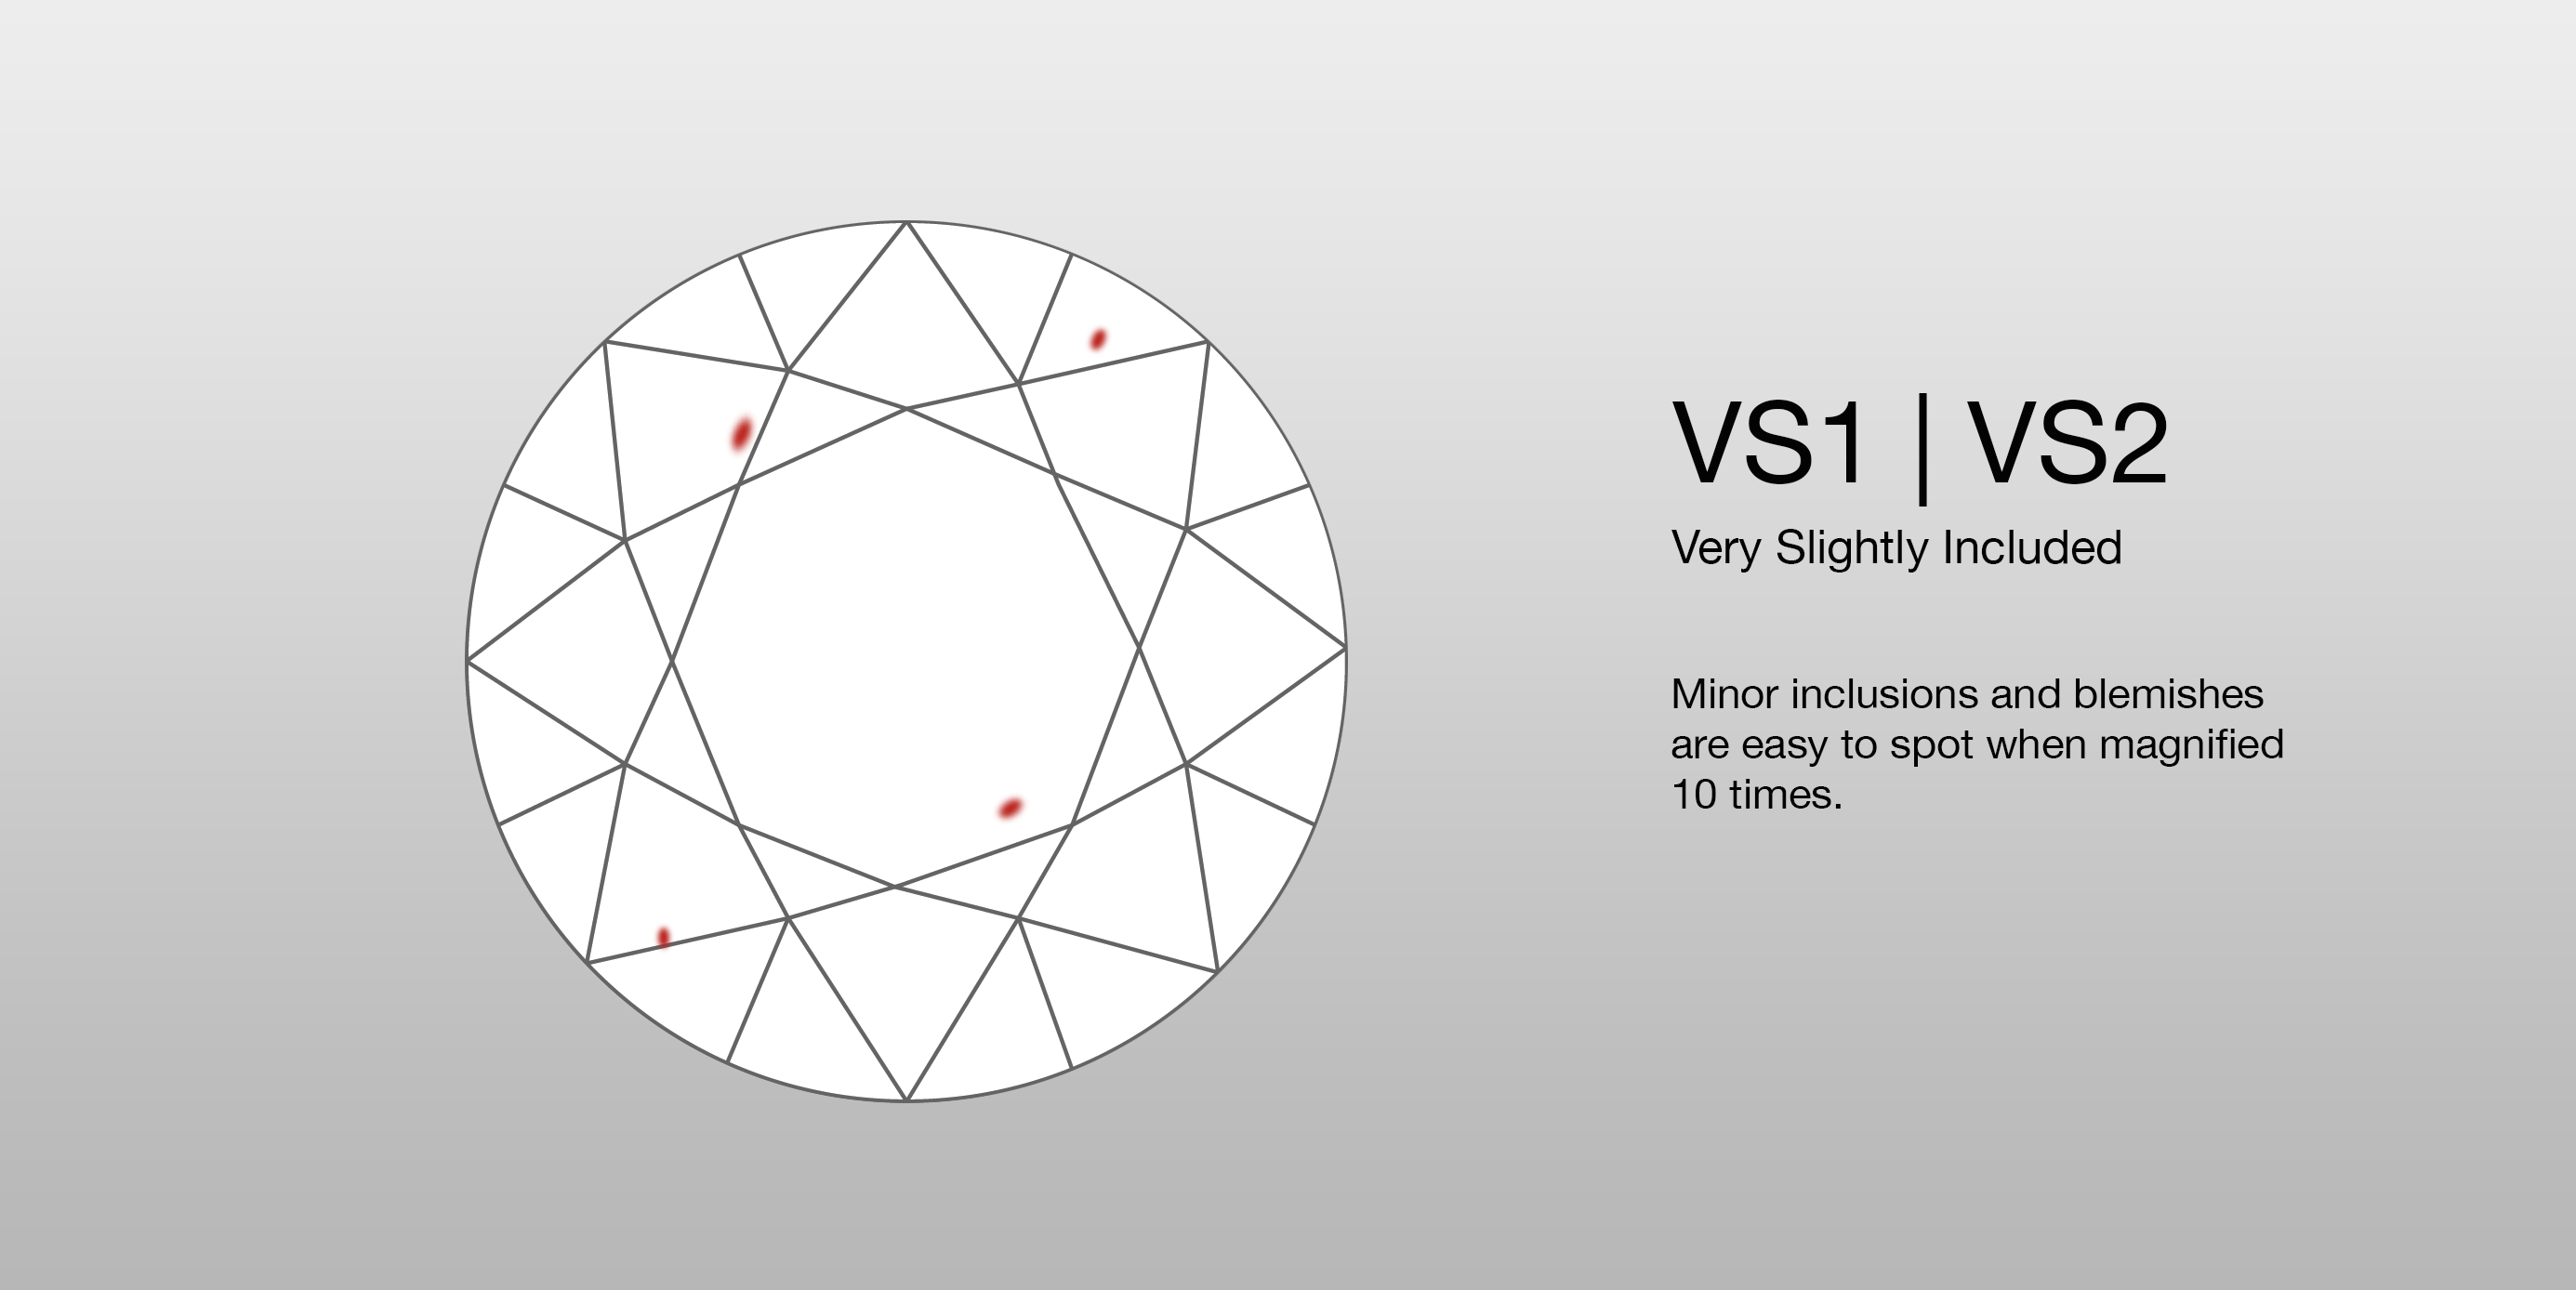 VS1 | VS2
Very Slightly Included
Minor inclusions and blemishes
are easy to spot when magnified
10 times.